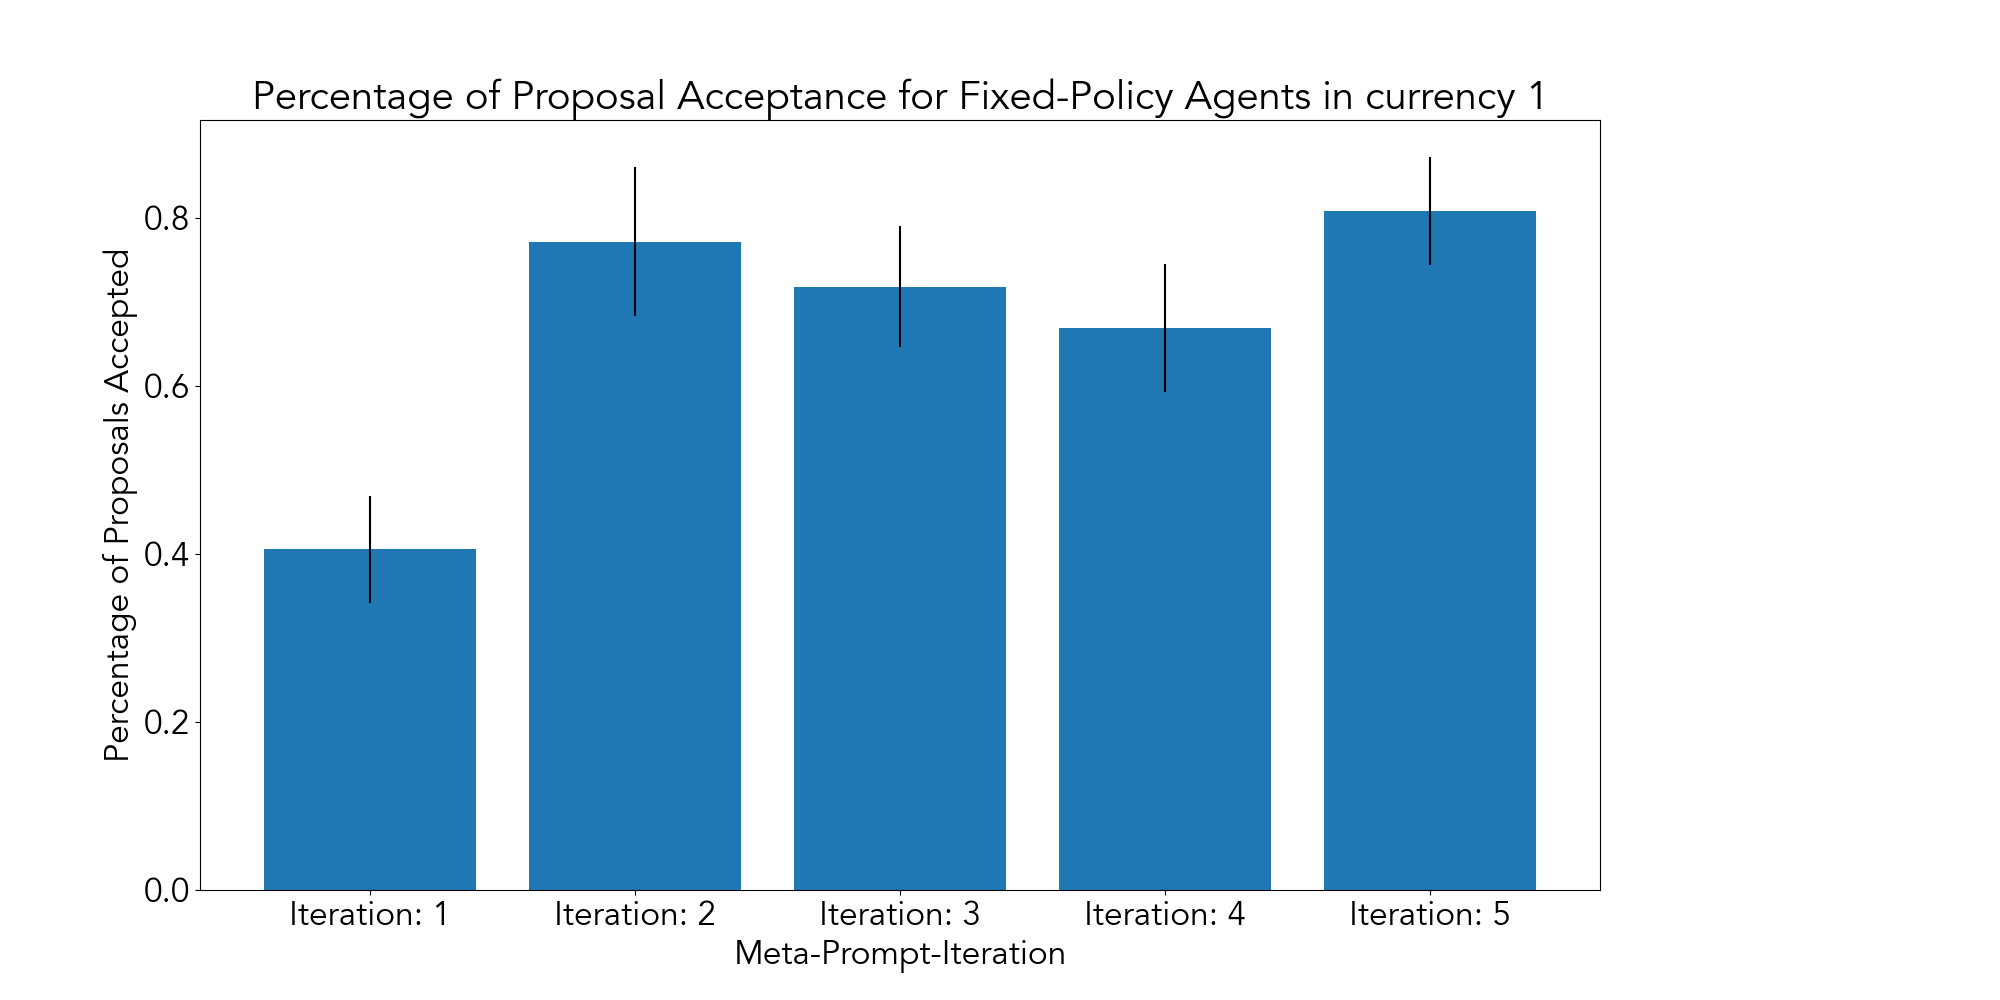 Percentage of Proposal Acceptance for Fixed-Policy Agents in currency 1
Percentage of Proposals Accepted
0.8
0.6
0.4
0.2
0.0
Iteration: 1
Iteration: 2
Iteration: 3
Iteration: 4
Iteration: 5
Meta-Prompt-Iteration